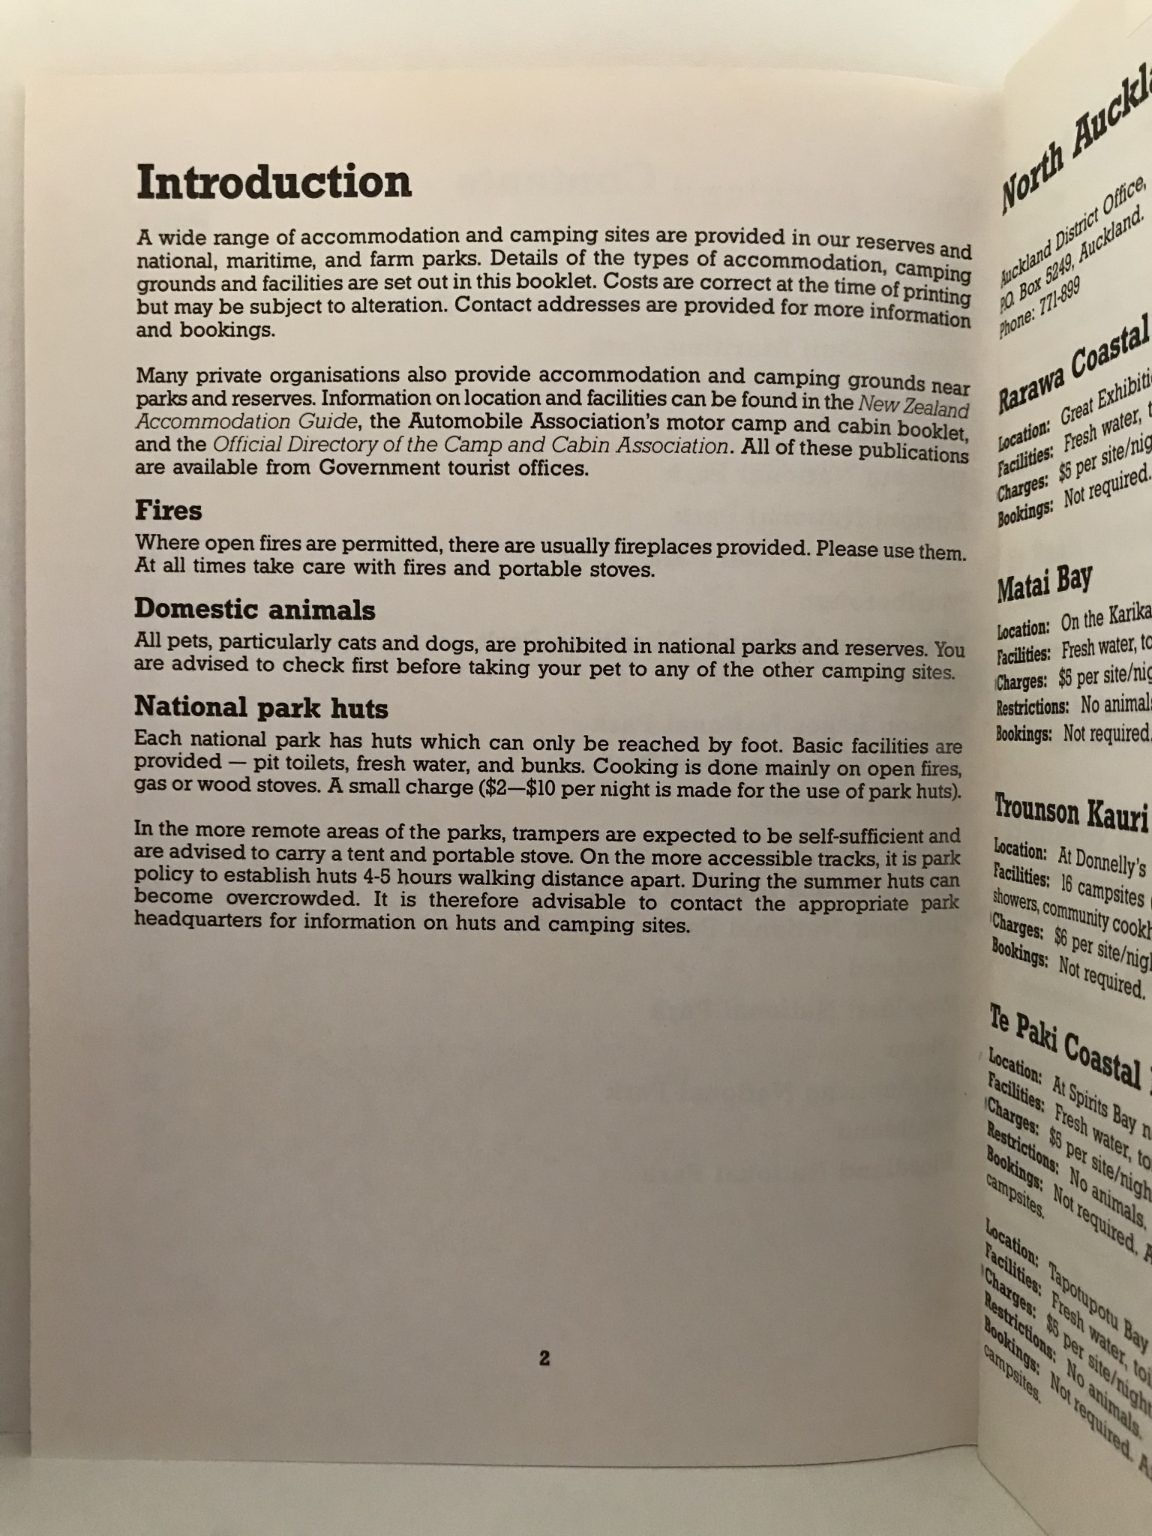 Introduction
A wide range of accommodation and camping sites are provided in our reserves and
national, maritime, and farm parks. Details of the types of accommodation, camping
grounds and facilities are set out in this booklet. Costs are correct at the time of printing
but may be subject to alteration. Contact addresses are provided for more information
and bookings.
Many private organisations also provide accommodation and camping grounds near
parks and reserves. Information on location and facilities can be found in the New Zealand
Accommodation Guide, the Automobile Association's motor camp and cabin booklet,
and the Official Directory of the Camp and Cabin Association. All of these publications
are available from Government tourist offices.
Fires
Where open fires are permitted, there are usually fireplaces provided. Please use them.
At all times take care with fires and portable stoves.
Domestic animals
All pets, particularly cats and dogs, are prohibited in national parks and reserves. You
are advised to check first before taking your pet to any of the other camping sites.
National park huts
Each national park has huts which can only be reached by foot. Basic facilities are
provided — pit toilets, fresh water, and bunks. Cooking is done mainly on open fires,
gas or wood stoves. A small charge ($2—$10 per night is made for the use of park huts).
In the more remote areas of the parks, trampers are expected to be self-sufficient and
are advised to carry a tent and portable stove. On the more accessible tracks, it is park
policy to establish huts 4-5 hours walking distance apart. During the summer huts can
become overcrowded. It is therefore advisable to contact the appropriate park
headquarters for information on huts and camping sites.
2
North Auckla
Auckland District Office,
P.O. Box 5249, Auckland.
Phone: 771-899
Rarawa Coastal
Location: Great Exhibiti
Facilities: Fresh water, t
Charges: $5 per site/nig
Bookings: Not required.
Matai Bay
Location: On the Karika
Facilities: Fresh water, to
Charges: $5 per site/nig
Restrictions: No animals
Bookings: Not required.
Trounson Kauri
Location: At Donnelly's
Facilities: 16 campsites
showers, community cookh
Charges: $6 per site/nigh
Bookings: Not required.
Te Paki Coastal
Location: At Spirits Bay n
Facilities: Fresh water, to
Charges: $5 per site/nigh
Restrictions: No animals.
Bookings: Not required. A
campsites.
Location: Tapotupotu Bay
Facilities: Fresh water, toi
Charges: $5 per site/night
Restrictions: No animals.
Bookings: Not required. A
campsites.